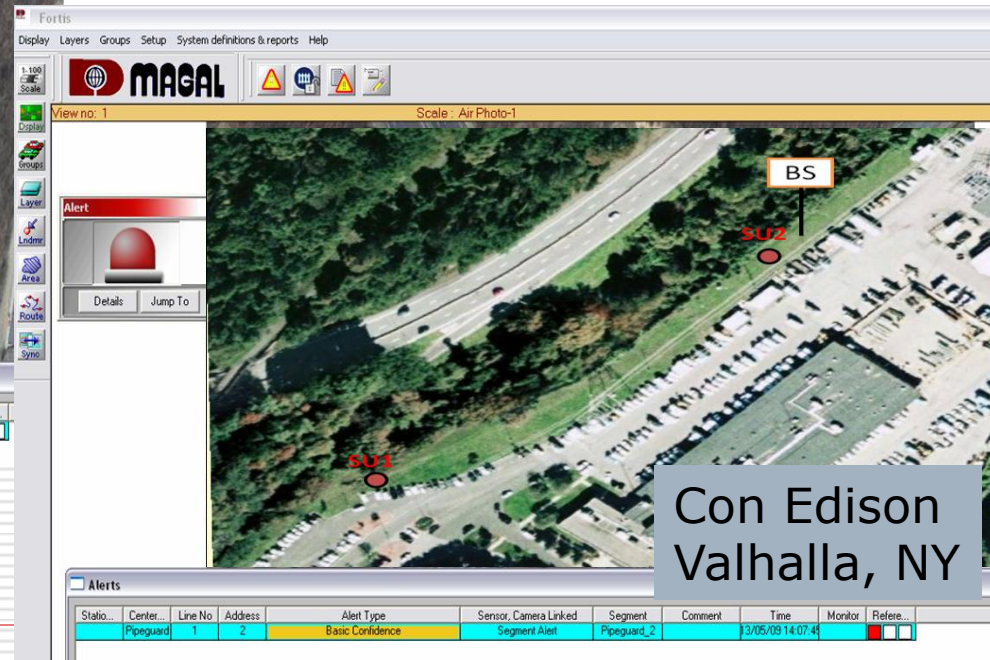 Fortis
Display Layers Groups Setup System definitions & reports Help
1-100
Scale
MAGAL
View no: 1 Scale : Air Photo-1
Dsplay
Groups
Layer
Lndmr
Area
Route
Sync
Alert
Details Jump To
BS
SU2
SU1
Con Edison
Valhalla, NY
Alerts
Statio... Center... Line No Address Alert Type Sensor, Camera Linked Segment Comment Time Monitor Refere...
Pipeguard 1 2 Basic Confidence Segment Alert Pipeguard_2 13/05/09 14:07:45